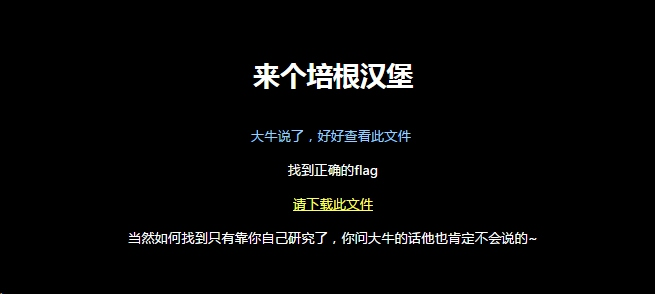 来个培根汉堡
大牛说了，好好查看此文件
找到正确的flag
请下载此文件
当然如何找到只有靠你自己研究了，你问大牛的话他也肯定不会说的~